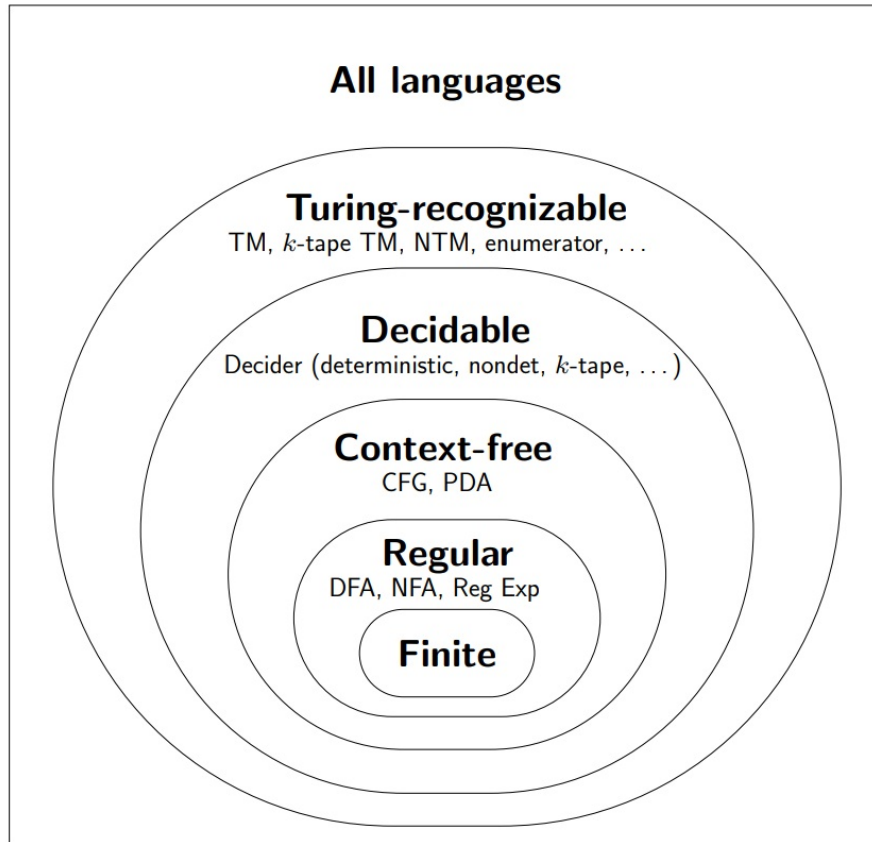 All languages
Turing-recognizable
TM, k-tape TM, NTM, enumerator, . . .
Decidable
Decider (deterministic, nondet, k-tape, . . . )
Context-free
CFG, PDA
Regular
DFA, NFA, Reg Exp
Finite